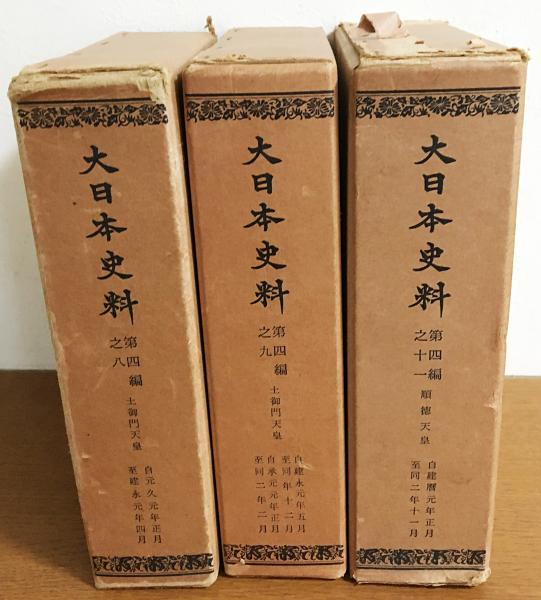 大日本史料
第四編
之八
土御門天皇
自元久元年正月
至建永元年四月
大日本史料
第四編
之九
土御門天皇
自建永元年五月
至同年十二月
自承元元年正月
至同二年二月
大日本史料
第四編
之十一
順徳天皇
自建暦元年正月
至同二年十一月